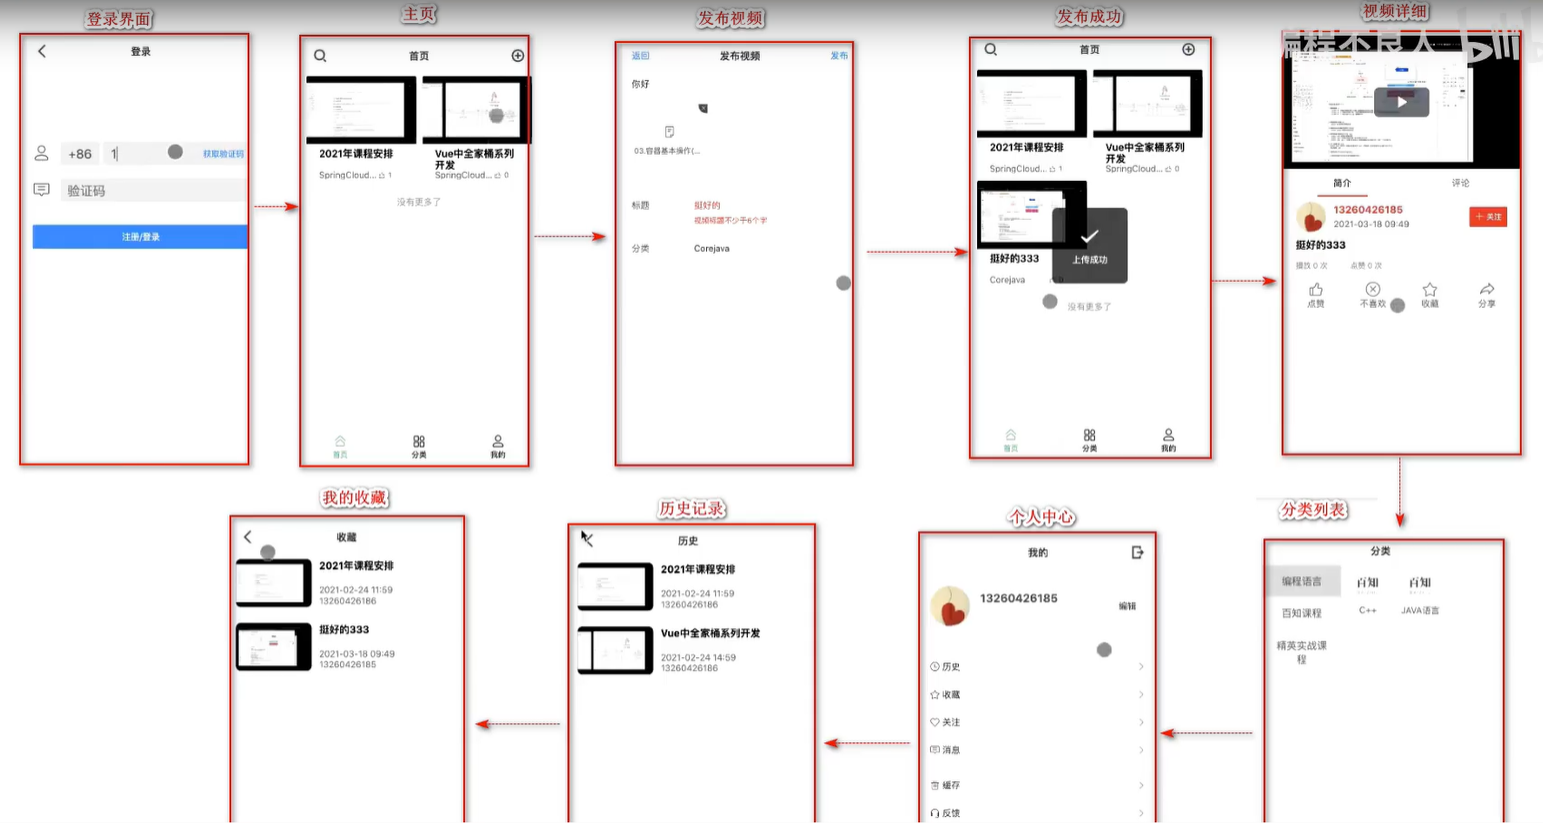 登录界面
登录
+86
1
获取验证码
验证码
注册/登录
主页
首页
2021年课程安排
SpringCloud... 1
Vue中全家桶系列
开发
SpringCloud... 0
没有更多了
首页
分类
我的
发布视频
返回
发布视频
发布
你好
03.容器基本操作(...
标题
挺好的
视频标题不少于6个字
分类
Corejava
发布成功
首页
2021年课程安排
SpringCloud... 1
Vue中全家桶系列
开发
SpringCloud... 0
挺好的333
Corejava
上传成功
没有更多了
首页
分类
我的
视频详细
编程不良人
bilibili
简介
评论
13260426185
2021-03-18 09:49
+ 关注
挺好的333
播放 0 次
点赞 0 次
点赞
不喜欢
收藏
分享
我的收藏
收藏
2021年课程安排
2021-02-24 11:59
13260426186
挺好的333
2021-03-18 09:49
13260426185
历史记录
历史
2021年课程安排
2021-02-24 11:59
13260426186
Vue中全家桶系列开发
2021-02-24 14:59
13260426186
个人中心
我的
13260426185
编辑
历史
收藏
关注
消息
缓存
反馈
分类列表
分类
编程语言
百知课程
精英实战课
程
百知
C++
百知
JAVA语言